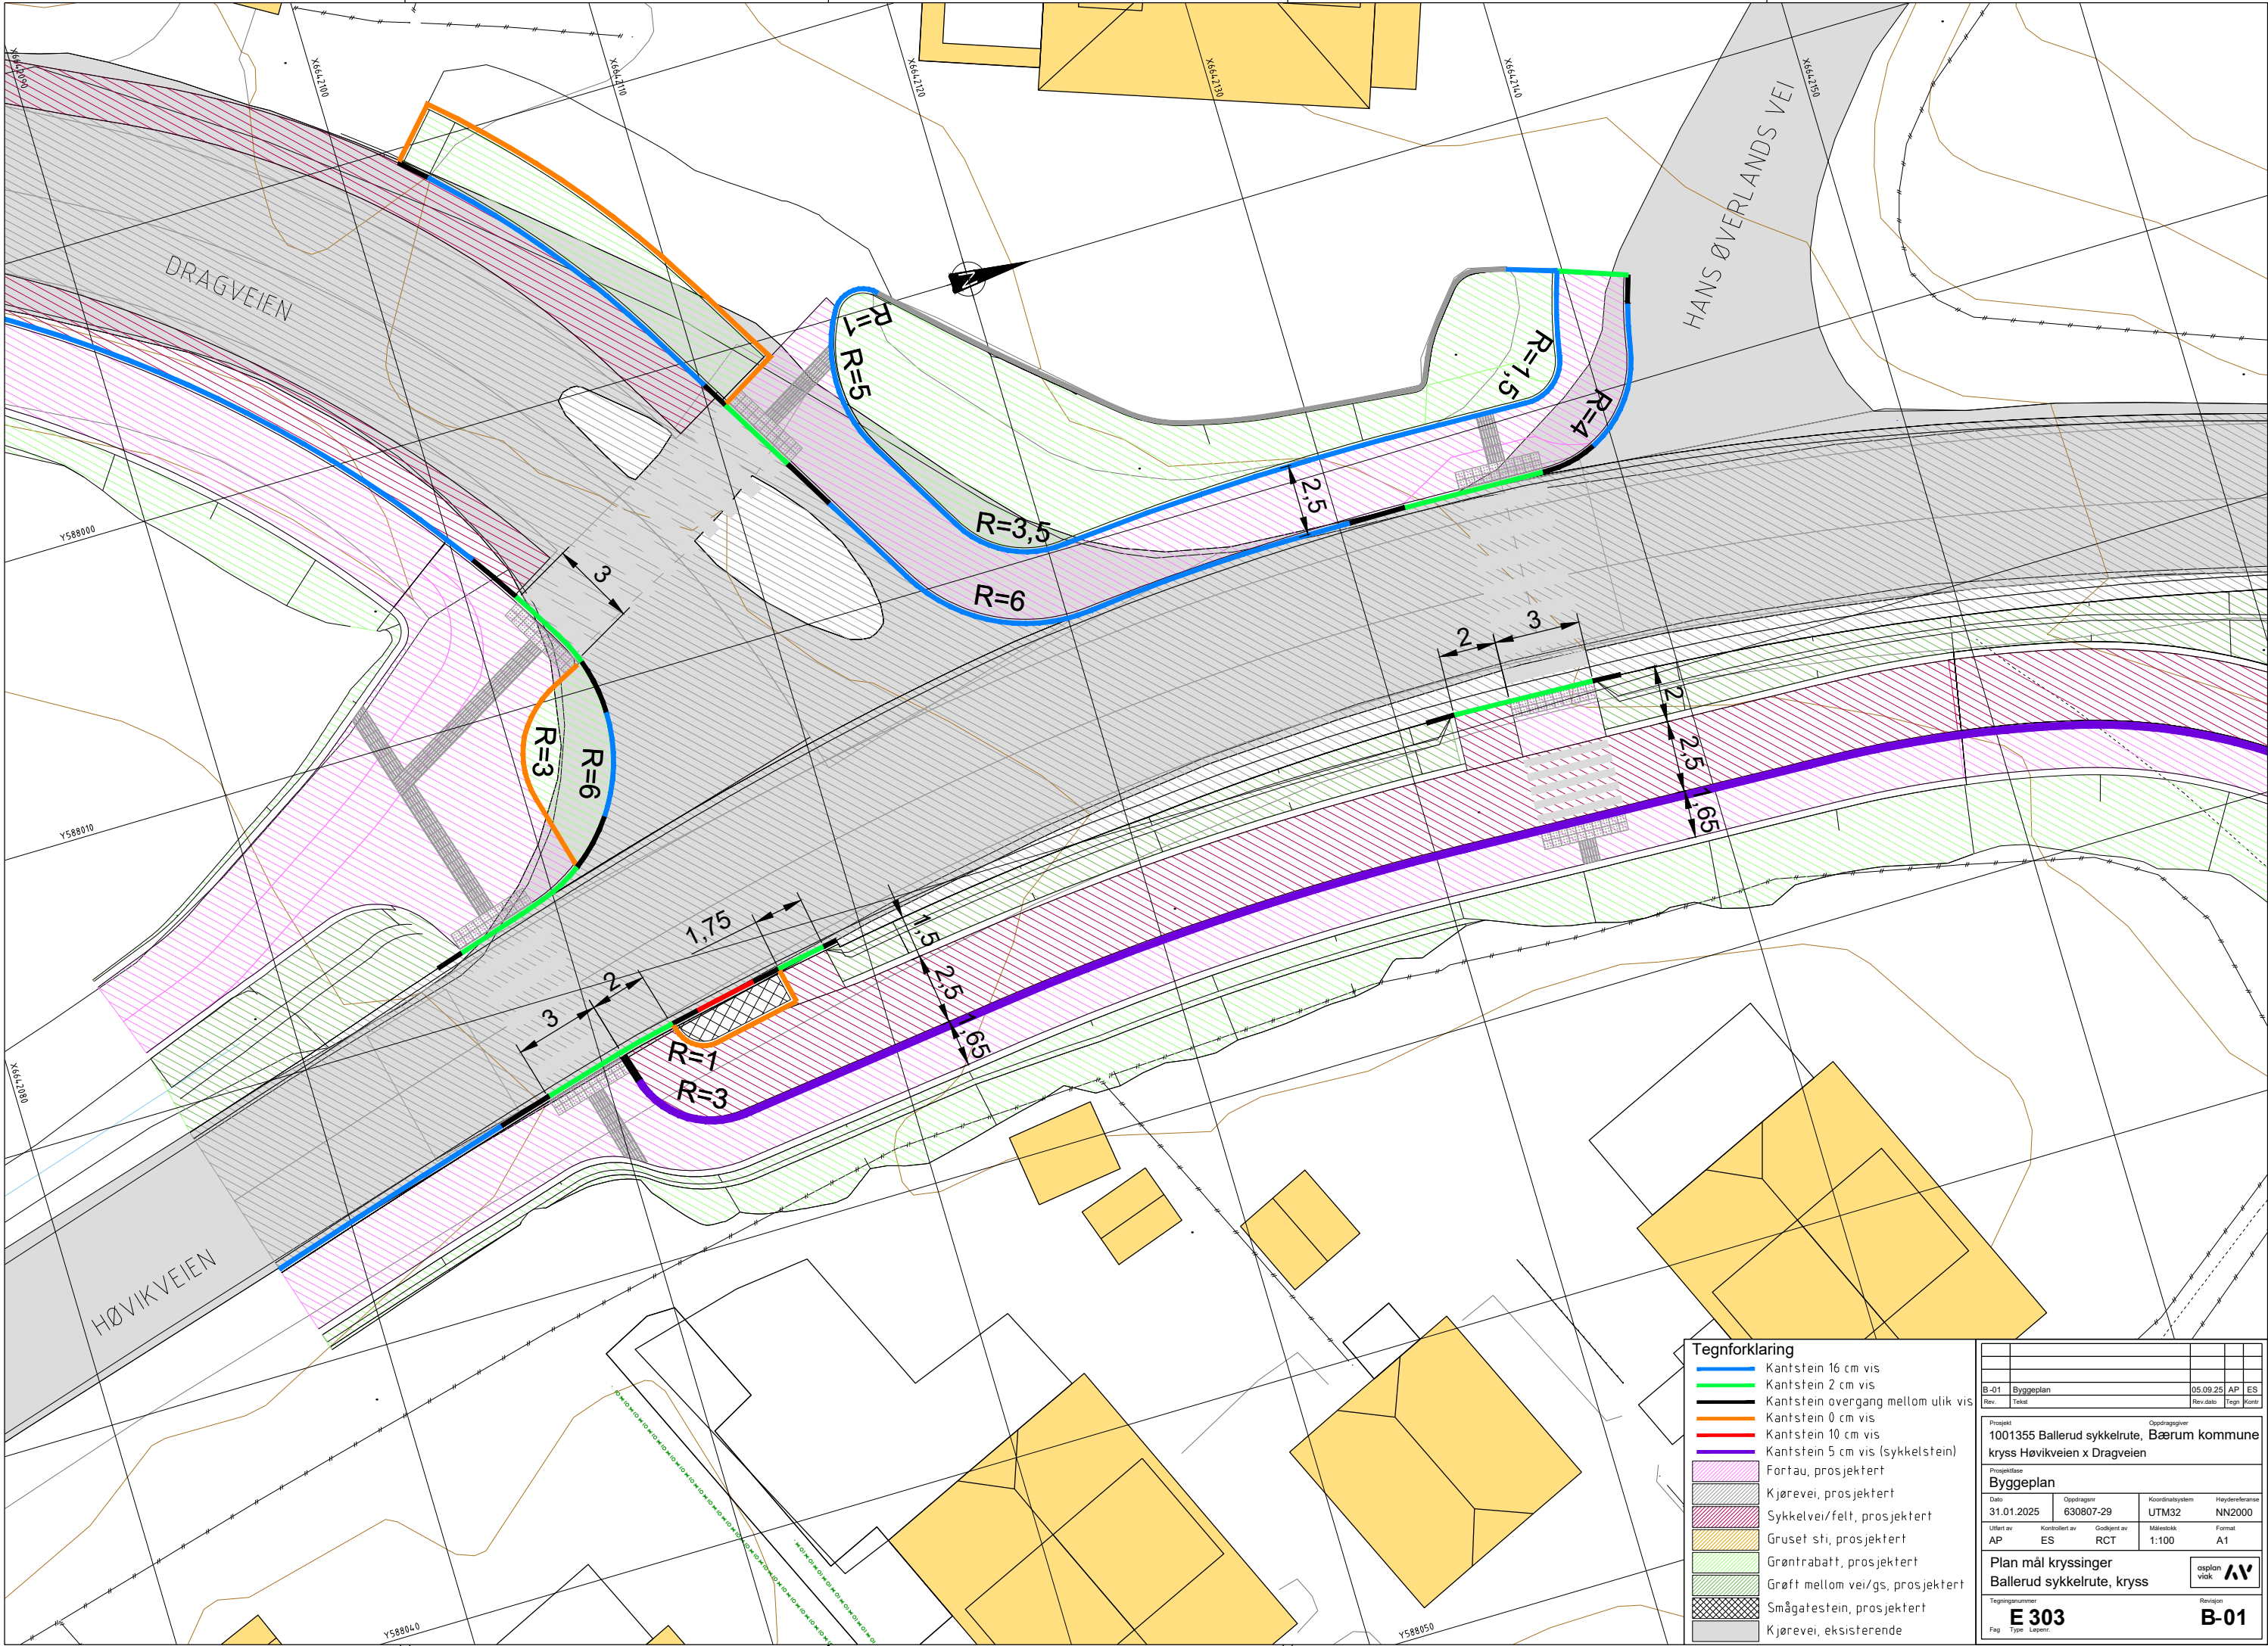 X6642090
X6642100
X6642110
X6642120
X6642130
X6642140
X6642150
HANS ØVERLANDS VEI
DRAGVEIEN
N
R=1
R=5
R=1,5
R=4
2,5
R=3,5
R=6
Y588000
3
2
3
2
2,5
1,65
R=3
R=6
Y588010
1,75
1,5
2,5
1,65
2
3
R=1
R=3
X6642080
HØVIKVEIEN
Y588040
Y588050
Tegnforklaring
Kantstein 16 cm vis
Kantstein 2 cm vis
Kantstein overgang mellom ulik vis
Kantstein 0 cm vis
Kantstein 10 cm vis
Kantstein 5 cm vis (sykkelstein)
Fortau, prosjektert
Kjørevei, prosjektert
Sykkelvei/felt, prosjektert
Gruset sti, prosjektert
Grøntrabatt, prosjektert
Grøft mellom vei/gs, prosjektert
Smågatestein, prosjektert
Kjørevei, eksisterende
B-01 Byggeplan 05.09.25 AP ES
Rev. Tekst Rev.dato Tegn Kontr
Prosjekt Oppdragsgiver
1001355 Ballerud sykkelrute, Bærum kommune
kryss Høvikveien x Dragveien
Prosjektfase
Byggeplan
Dato Oppdragsnr Koordinatsystem Høydereferanse
31.01.2025 630807-29 UTM32 NN2000
Utført av Kontrollert av Godkjent av Målestokk Format
AP ES RCT 1:100 A1
Plan mål kryssinger
Ballerud sykkelrute, kryss
asplan
viak
Tegningsnummer Revisjon
E 303 B-01
Fag Type Løpenr.